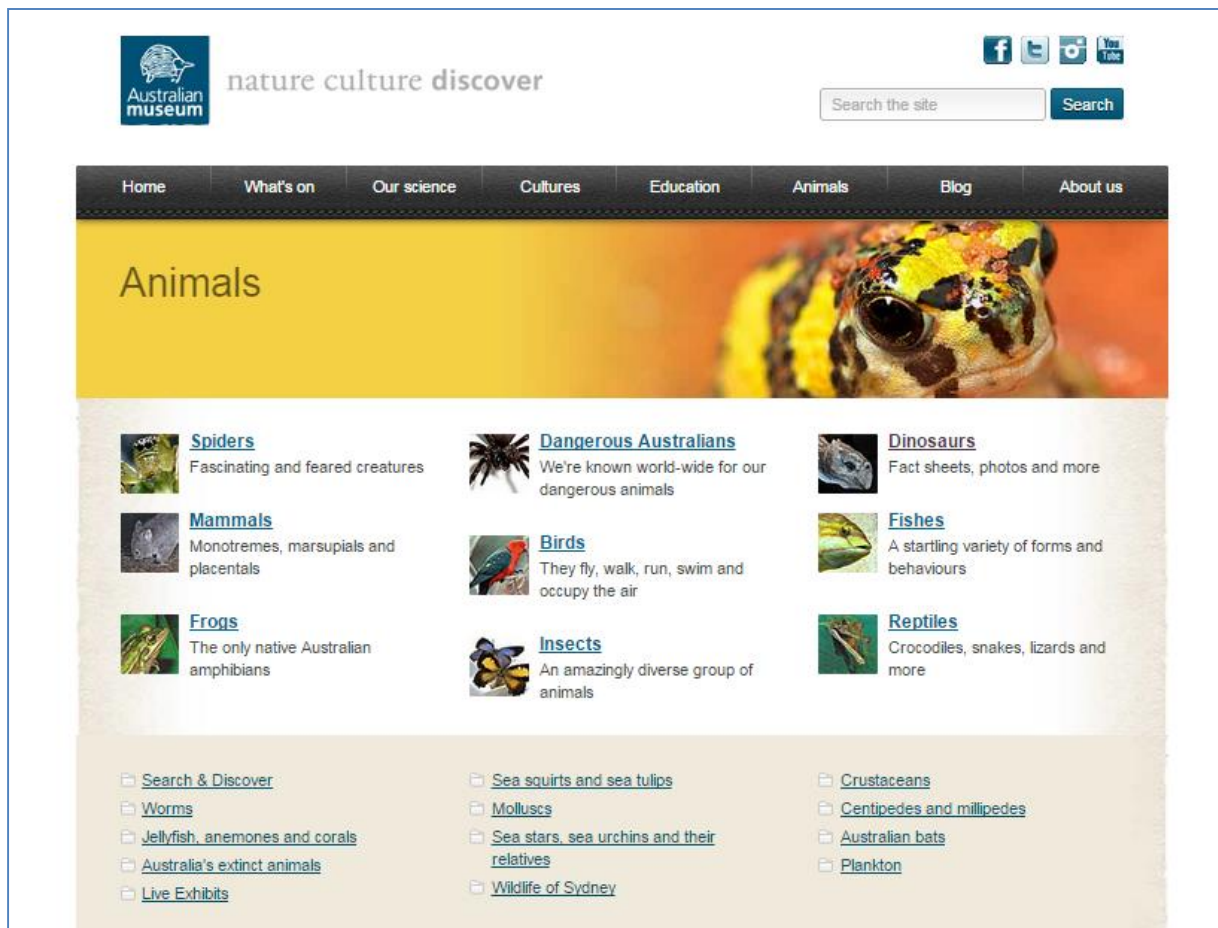 Australian
museum
nature culture discover
f
You
Tube
Search the site
Search
Home
What's on
Our science
Cultures
Education
Animals
Blog
About us
Animals
Spiders
Fascinating and feared creatures
Dangerous Australians
We're known world-wide for our
dangerous animals
Dinosaurs
Fact sheets, photos and more
Mammals
Monotremes, marsupials and
placentals
Birds
They fly, walk, run, swim and
occupy the air
Fishes
A startling variety of forms and
behaviours
Frogs
The only native Australian
amphibians
Insects
An amazingly diverse group of
animals
Reptiles
Crocodiles, snakes, lizards and
more
Search & Discover
Worms
Jellyfish, anemones and corals
Australia's extinct animals
Live Exhibits
Sea squirts and sea tulips
Molluscs
Sea stars, sea urchins and their
relatives
Wildlife of Sydney
Crustaceans
Centipedes and millipedes
Australian bats
Plankton